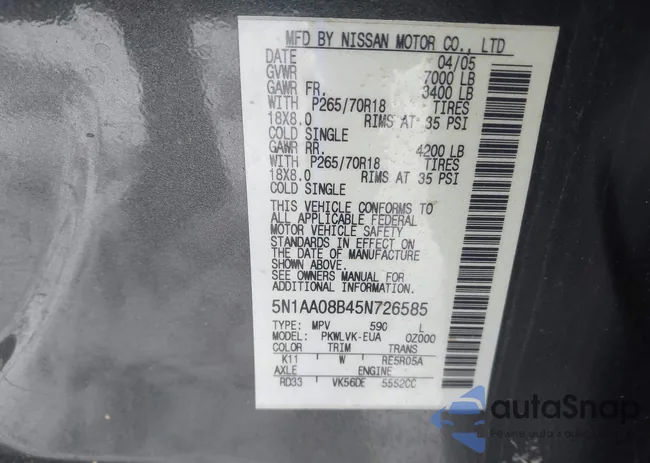 MFD BY NISSAN MOTOR CO., LTD
DATE 04/05
GVWR 7000 LB
GAWR FR. 3400 LB
WITH P265/70R18 TIRES
18X8.0 RIMS AT 35 PSI
COLD SINGLE
GAWR RR. 4200 LB
WITH P265/70R18 TIRES
18X8.0 RIMS AT 35 PSI
COLD SINGLE
THIS VEHICLE CONFORMS TO
ALL APPLICABLE FEDERAL
MOTOR VEHICLE SAFETY
STANDARDS IN EFFECT ON
THE DATE OF MANUFACTURE
SHOWN ABOVE.
SEE OWNERS MANUAL FOR
ADDITIONAL INFORMATION
5N1AA08B45N726585
TYPE: MPV 590 L
MODEL: PKWLVK-EUA 0Z000
COLOR TRIM TRANS
K11 W RE5R05A
AXLE ENGINE
RD33 VK56DE 5552CC
autaSnap
Pewne auta z aukcji